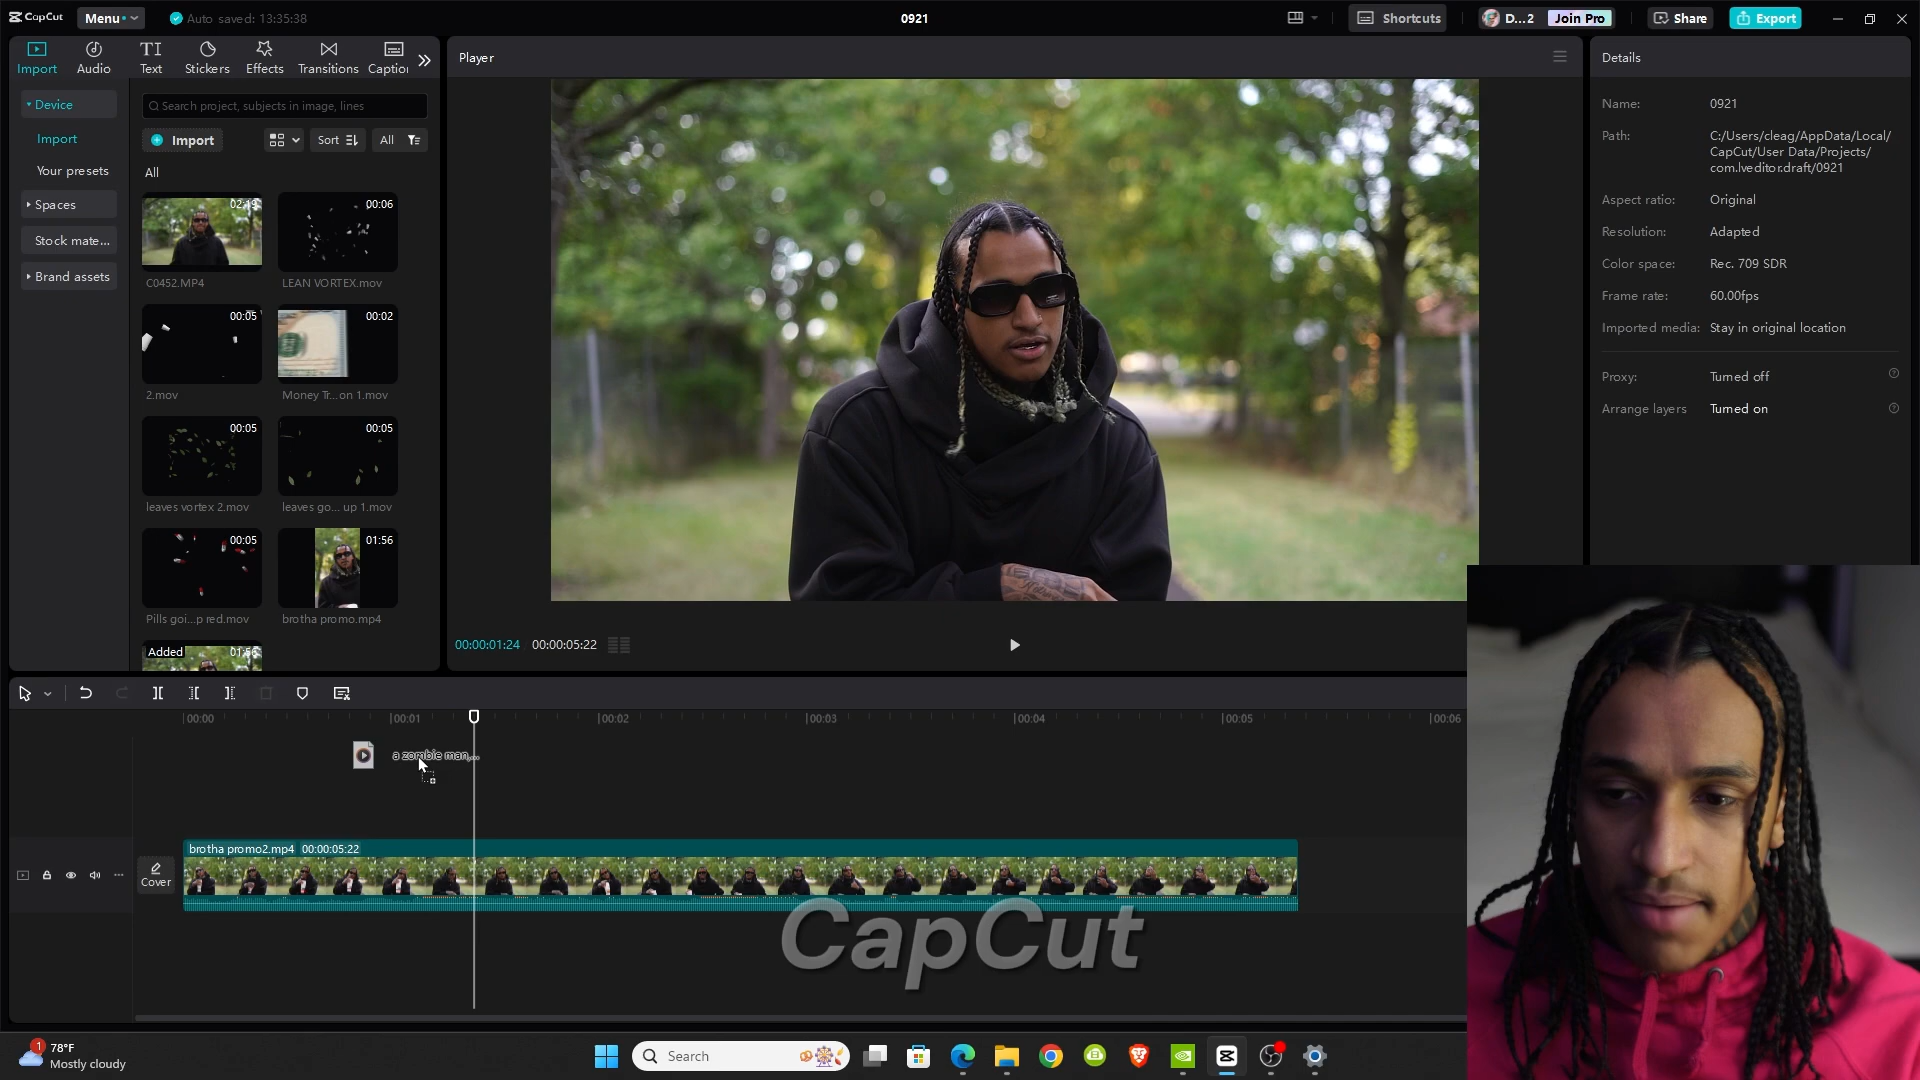 CapCut
Menu
Auto saved: 13:35:38
0921
Shortcuts
D...2
Join Pro
Share
Export
Import
Audio
TI
Text
Stickers
Effects
Transitions
Captio
Device
Import
Your presets
Spaces
Stock mate...
Brand assets
Search project, subjects in image, lines
Import
Sort
All
All
02:19
C0452.MP4
00:06
LEAN VORTEX.mov
00:05
2.mov
00:02
Money Tr...on 1.mov
00:05
leaves vortex 2.mov
00:05
leaves go... up 1.mov
00:05
Pills goi...p red.mov
01:56
brotha promo.mp4
Added
01:56
Player
00:00:01:24
00:00:05:22
Details
Name: 0921
Path: C:/Users/cleag/AppData/Local/
CapCut/User Data/Projects/
com.lveditor.draft/0921
Aspect ratio: Original
Resolution: Adapted
Color space: Rec. 709 SDR
Frame rate: 60.00fps
Imported media: Stay in original location
Proxy: Turned off
Arrange layers Turned on
00:00
00:01
00:02
00:03
00:04
00:05
00:06
a zombie man,...
brotha promo2.mp4 00:00:05:22
Cover
CapCut
1
78°F
Mostly cloudy
Search